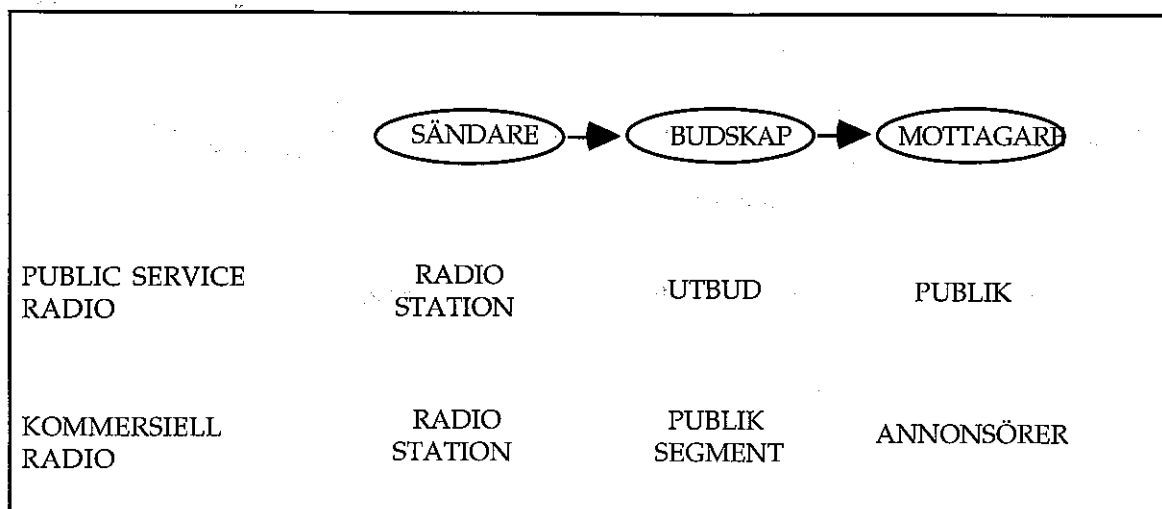 SÄNDARE BUDSKAP MOTTAGARE
PUBLIC SERVICE
RADIO
RADIO
STATION
UTBUD
PUBLIK
KOMMERSIELL
RADIO
RADIO
STATION
PUBLIK
SEGMENT
ANNONSÖRER